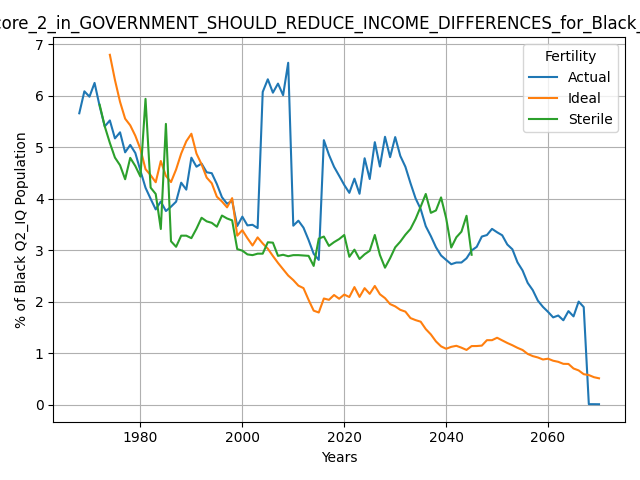 core_2_in_GOVERNMENT_SHOULD_REDUCE_INCOME_DIFFERENCES_for_Black_
Fertility
Actual
Ideal
Sterile
% of Black Q2_IQ Population
7
6
5
4
3
2
1
0
1980 2000 2020 2040 2060
Years